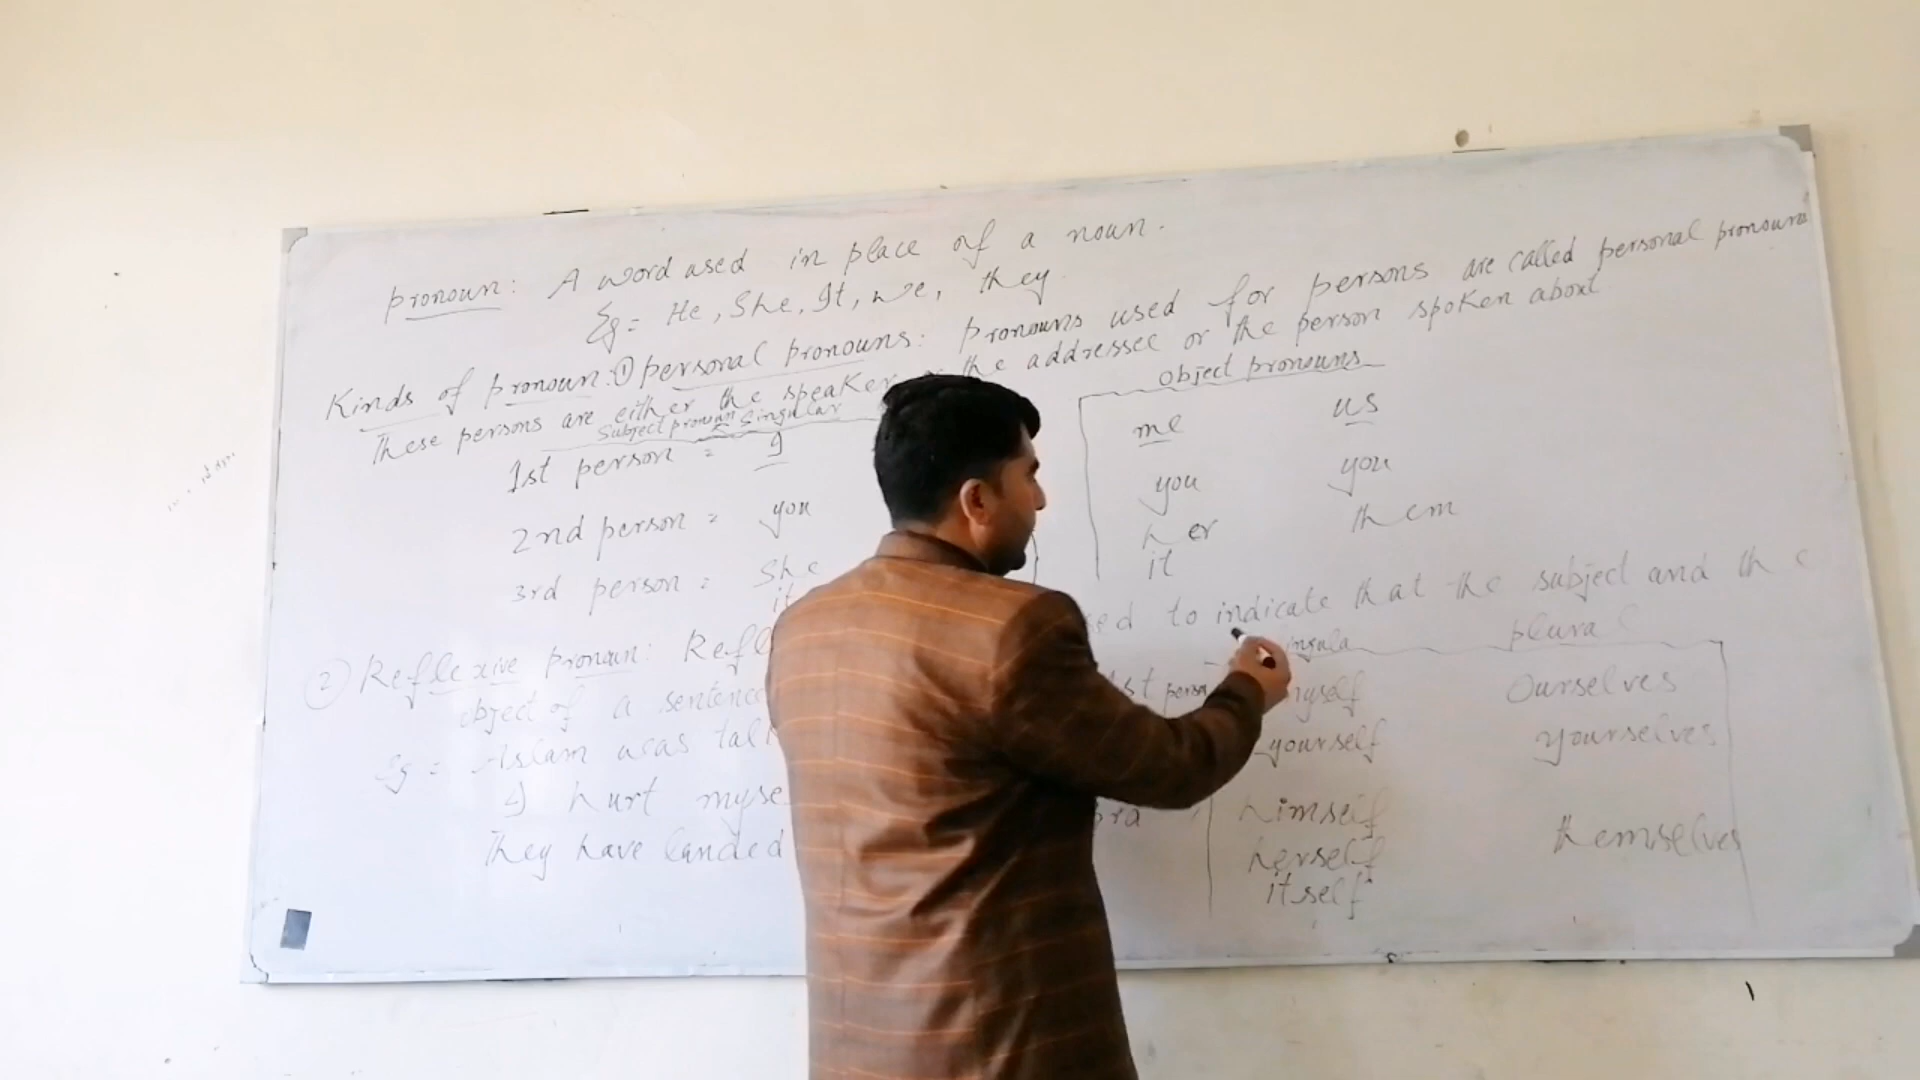 pronoun: A word used in place of a noun.
Eg = He, She, It, we, they
Kinds of pronoun: ① personal pronouns: pronouns used for persons are called personal pronouns
These persons are either the speaker the addressee or the person spoken about
Subject pronoun Singular
1st person = I
2nd person = you
3rd person = She
it
Object pronouns
me us
you you
her them
it
② Reflexive pronoun: Refl sed to indicate that the subject and the
object of a sentence
Eg = Aslam was tal
I hurt myse
They have landed
ingula plural
1st perso myself Ourselves
yourself yourselves
himself
herself themselves
itself